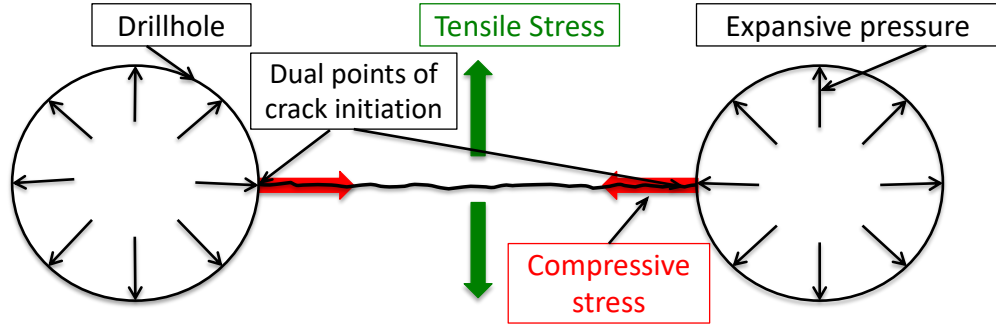 Drillhole
Tensile Stress
Expansive pressure
Dual points of
crack initiation
Compressive
stress